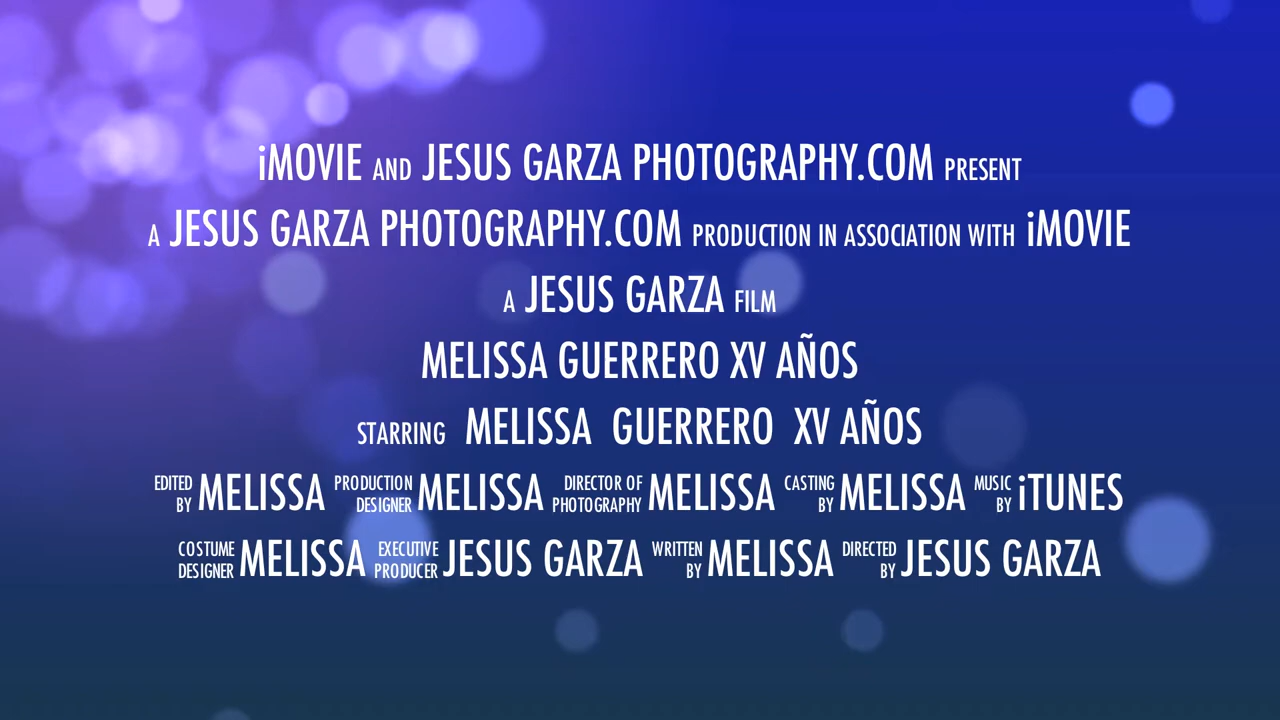 iMOVIE AND JESUS GARZA PHOTOGRAPHY.COM PRESENT
A JESUS GARZA PHOTOGRAPHY.COM PRODUCTION IN ASSOCIATION WITH iMOVIE
A JESUS GARZA FILM
MELISSA GUERRERO XV AÑOS
STARRING MELISSA GUERRERO XV AÑOS
EDITED BY MELISSA PRODUCTION DESIGNER MELISSA DIRECTOR OF PHOTOGRAPHY MELISSA CASTING BY MELISSA MUSIC BY iTUNES
COSTUME DESIGNER MELISSA EXECUTIVE PRODUCER JESUS GARZA WRITTEN BY MELISSA DIRECTED BY JESUS GARZA